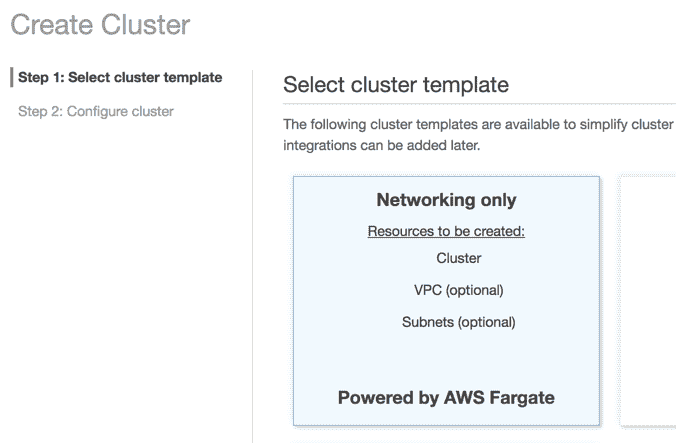 Create Cluster
Step 1: Select cluster template
Step 2: Configure cluster
Select cluster template
The following cluster templates are available to simplify cluster
integrations can be added later.
Networking only
Resources to be created:
Cluster
VPC (optional)
Subnets (optional)
Powered by AWS Fargate